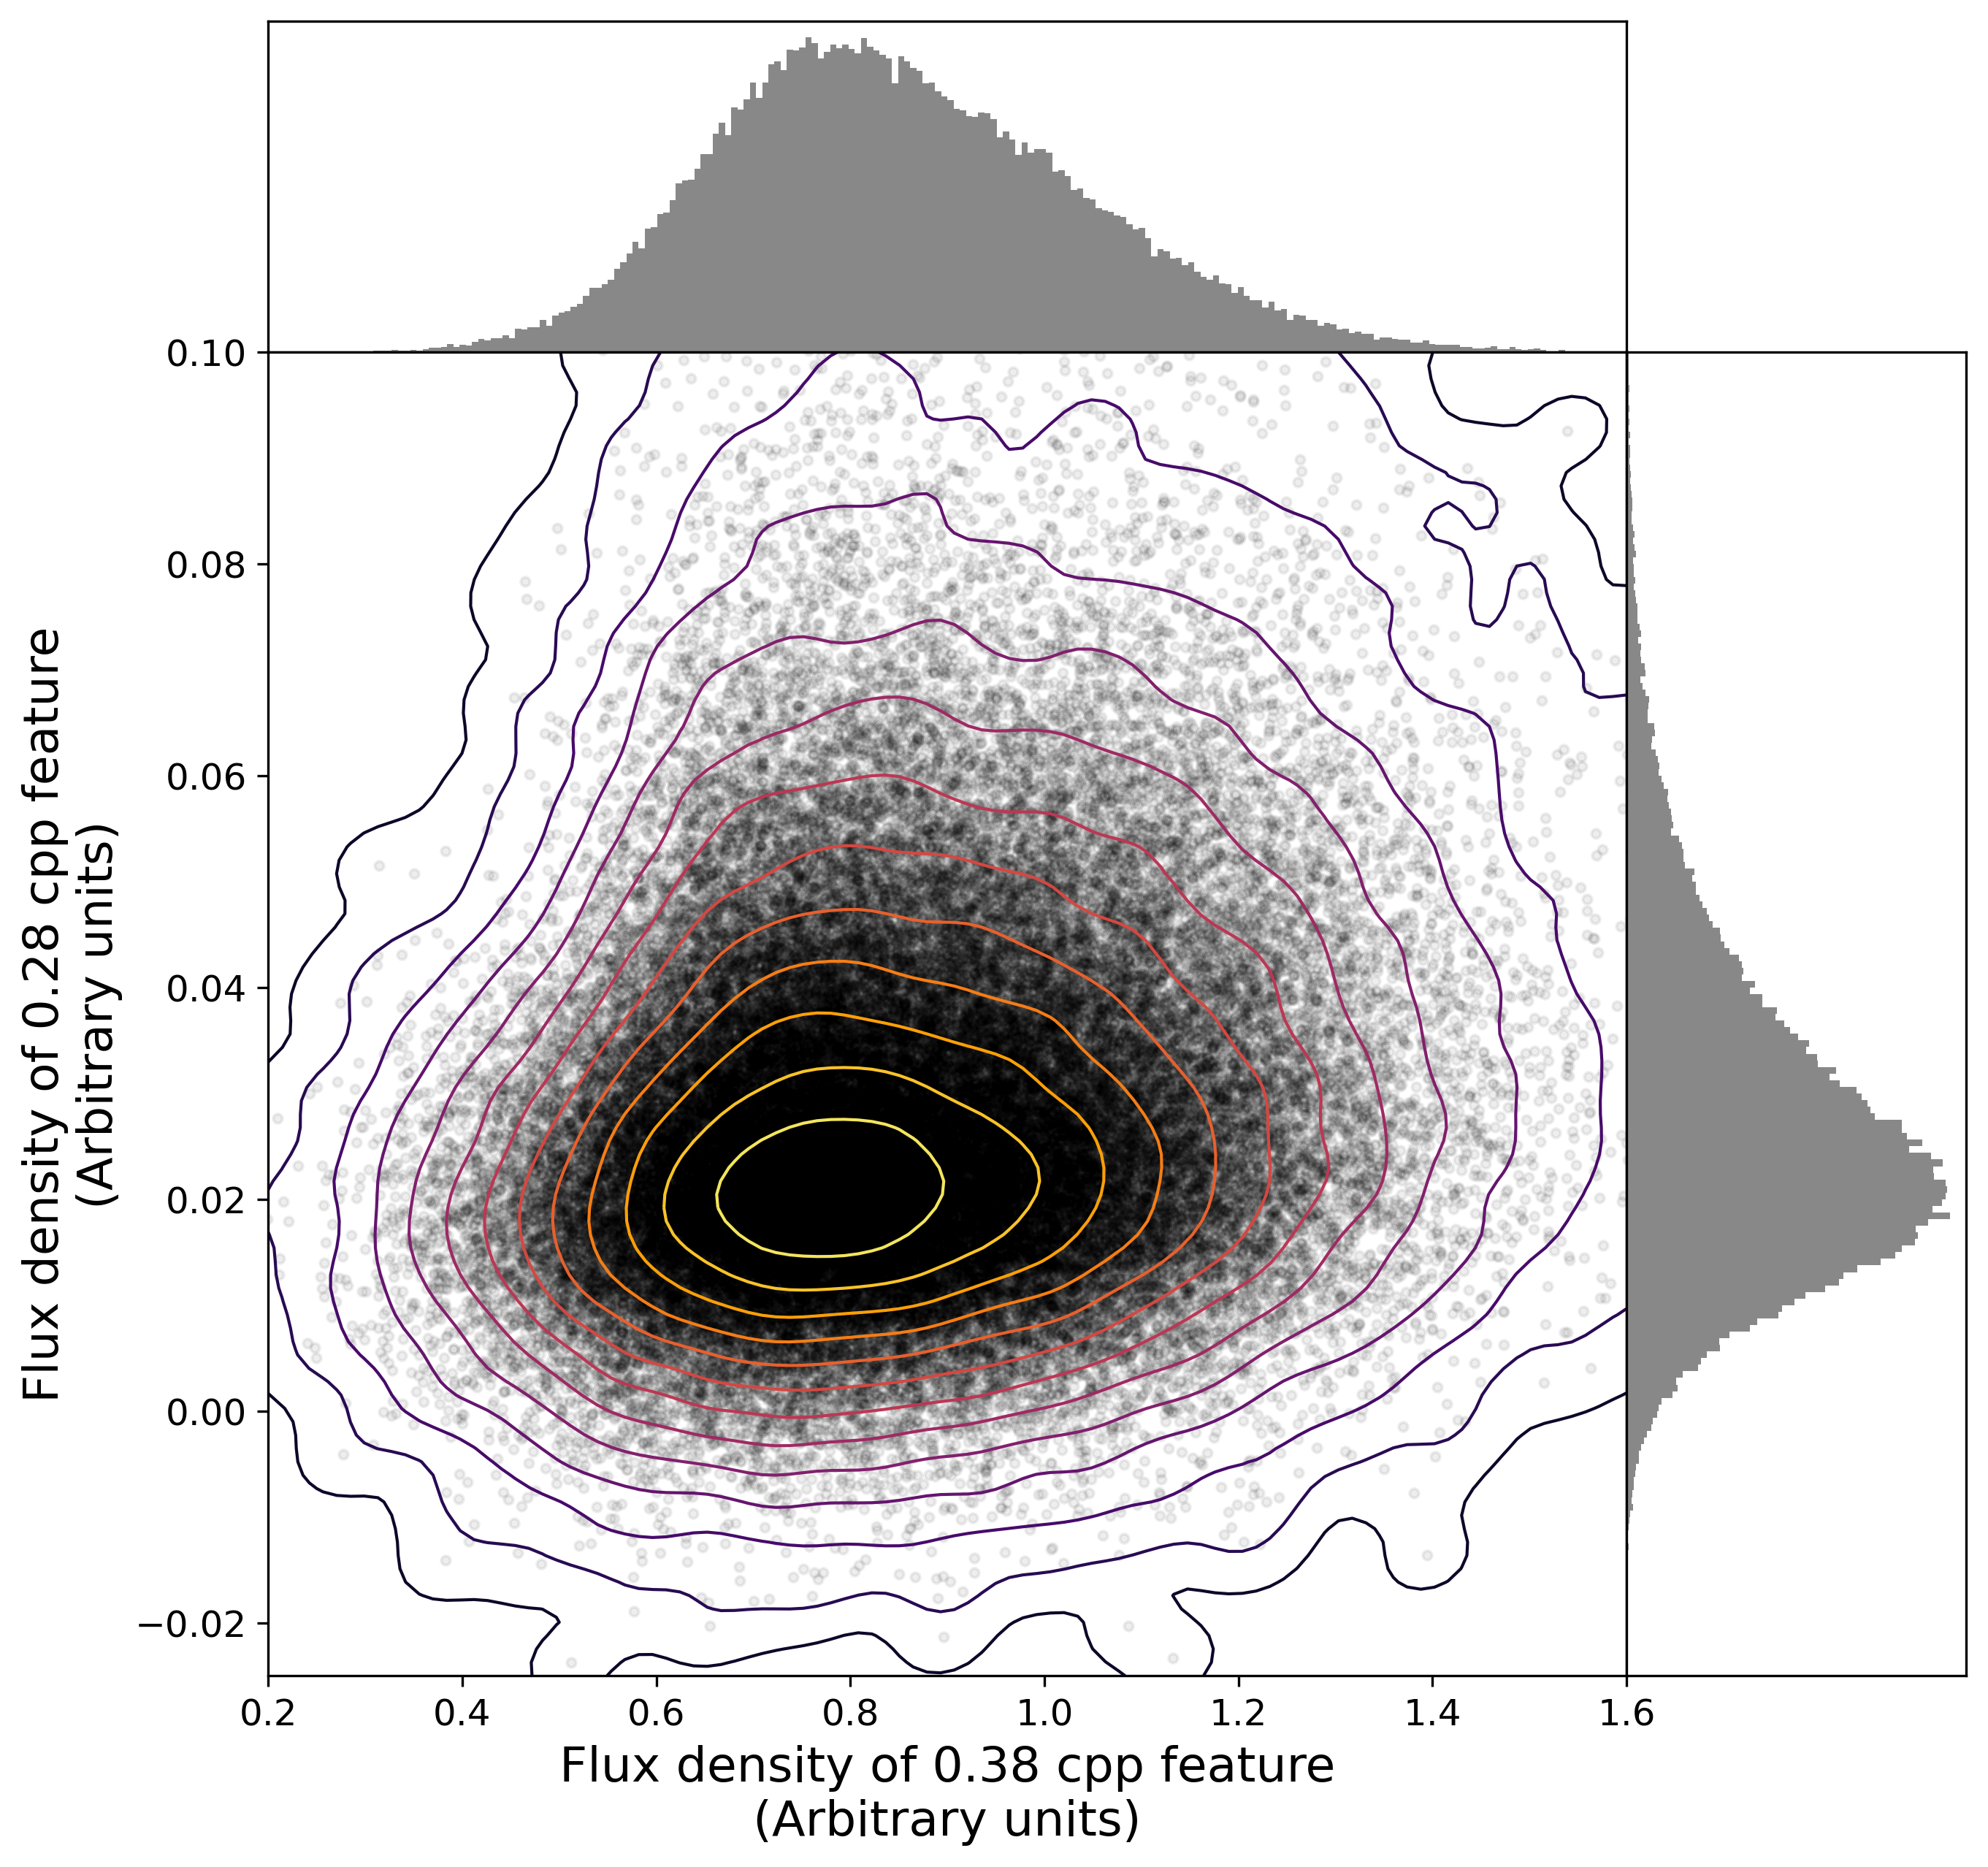 0.10
0.08
0.06
0.04
0.02
0.00
−0.02
Flux density of 0.28 cpp feature
(Arbitrary units)
0.2 0.4 0.6 0.8 1.0 1.2 1.4 1.6
Flux density of 0.38 cpp feature
(Arbitrary units)